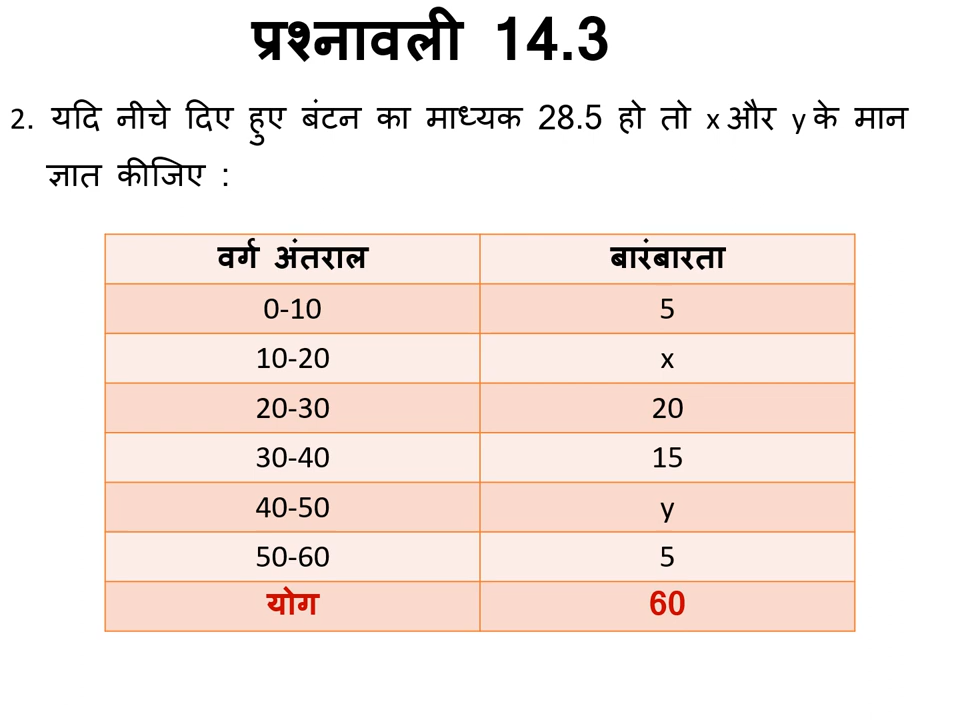 प्रश्नावली 14.3
2. यदि नीचे दिए हुए बंटन का माध्यक 28.5 हो तो x और y के मान
ज्ञात कीजिए :
वर्ग अंतराल बारंबारता
0-10 5
10-20 x
20-30 20
30-40 15
40-50 y
50-60 5
योग 60